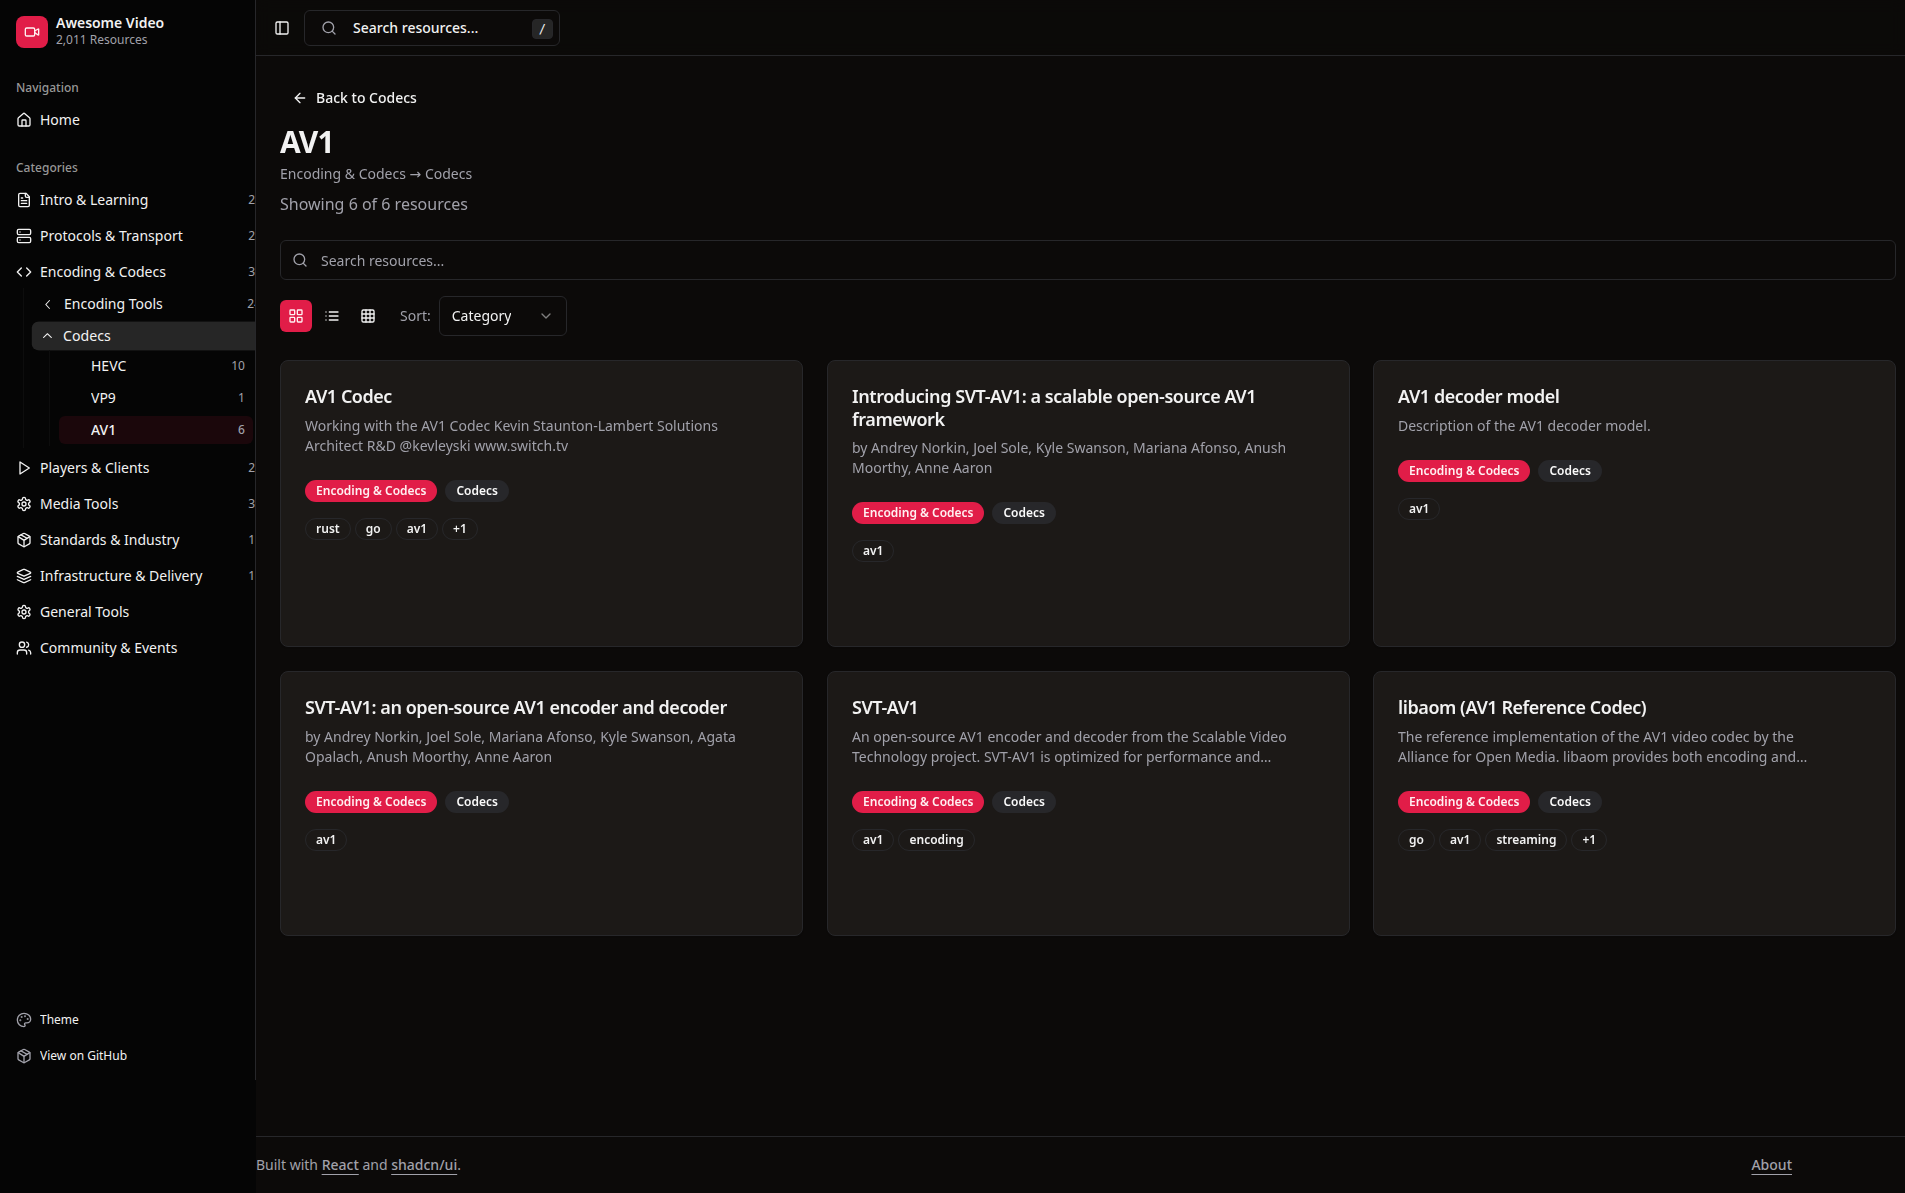 Awesome Video
2,011 Resources
Navigation
Home
Categories
Intro & Learning 2
Protocols & Transport 2
Encoding & Codecs 3
Encoding Tools 2
Codecs
HEVC 10
VP9 1
AV1 6
Players & Clients 2
Media Tools 3
Standards & Industry 1
Infrastructure & Delivery 1
General Tools
Community & Events
Theme
View on GitHub
Search resources... /
Back to Codecs
AV1
Encoding & Codecs → Codecs
Showing 6 of 6 resources
Search resources...
Sort: Category
AV1 Codec
Working with the AV1 Codec Kevin Staunton-Lambert Solutions
Architect R&D @kevleyski www.switch.tv
Encoding & Codecs Codecs
rust go av1 +1
Introducing SVT-AV1: a scalable open-source AV1
framework
by Andrey Norkin, Joel Sole, Kyle Swanson, Mariana Afonso, Anush
Moorthy, Anne Aaron
Encoding & Codecs Codecs
av1
AV1 decoder model
Description of the AV1 decoder model.
Encoding & Codecs Codecs
av1
SVT-AV1: an open-source AV1 encoder and decoder
by Andrey Norkin, Joel Sole, Mariana Afonso, Kyle Swanson, Agata
Opalach, Anush Moorthy, Anne Aaron
Encoding & Codecs Codecs
av1
SVT-AV1
An open-source AV1 encoder and decoder from the Scalable Video
Technology project. SVT-AV1 is optimized for performance and...
Encoding & Codecs Codecs
av1 encoding
libaom (AV1 Reference Codec)
The reference implementation of the AV1 video codec by the
Alliance for Open Media. libaom provides both encoding and...
Encoding & Codecs Codecs
go av1 streaming +1
Built with React and shadcn/ui.
About